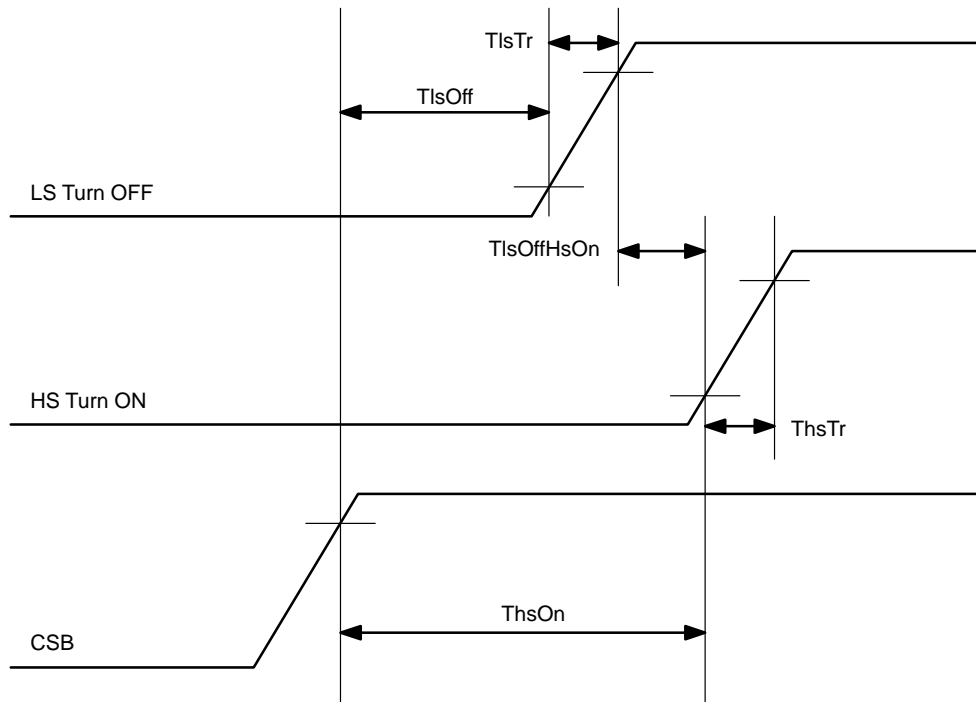 TlsTr
TlsOff
LS Turn OFF
TlsOffHsOn
HS Turn ON
ThsTr
ThsOn
CSB